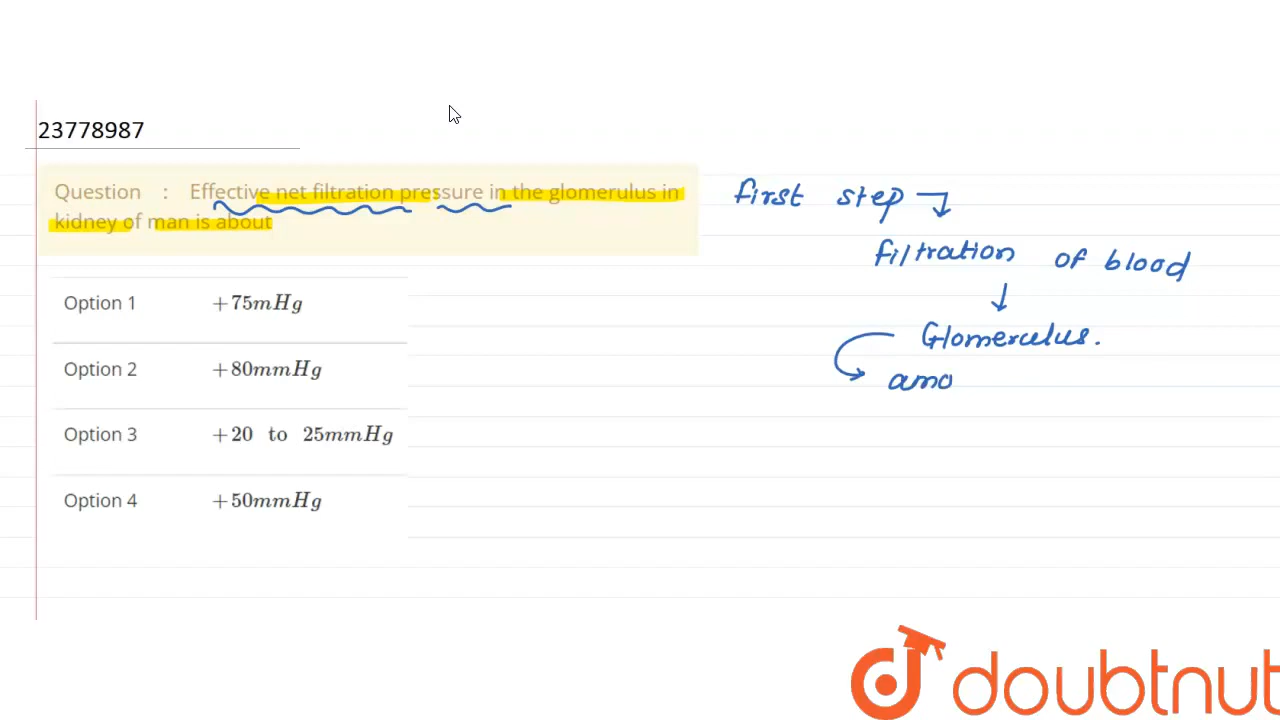 23778987
Question : Effective net filtration pressure in the glomerulus in
kidney of man is about
Option 1 +75mHg
Option 2 +80mmHg
Option 3 +20 to 25mmHg
Option 4 +50mmHg
first step
filtration of blood
Glomerulus.
amo
doubtnut